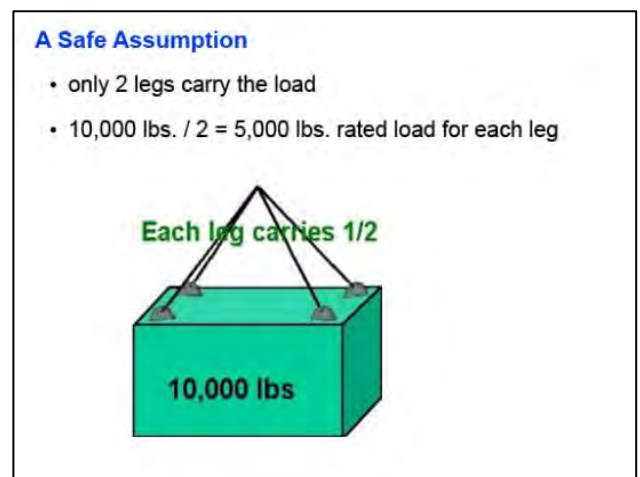 A Safe Assumption
• only 2 legs carry the load
• 10,000 lbs. / 2 = 5,000 lbs. rated load for each leg
Each leg carries 1/2
10,000 lbs